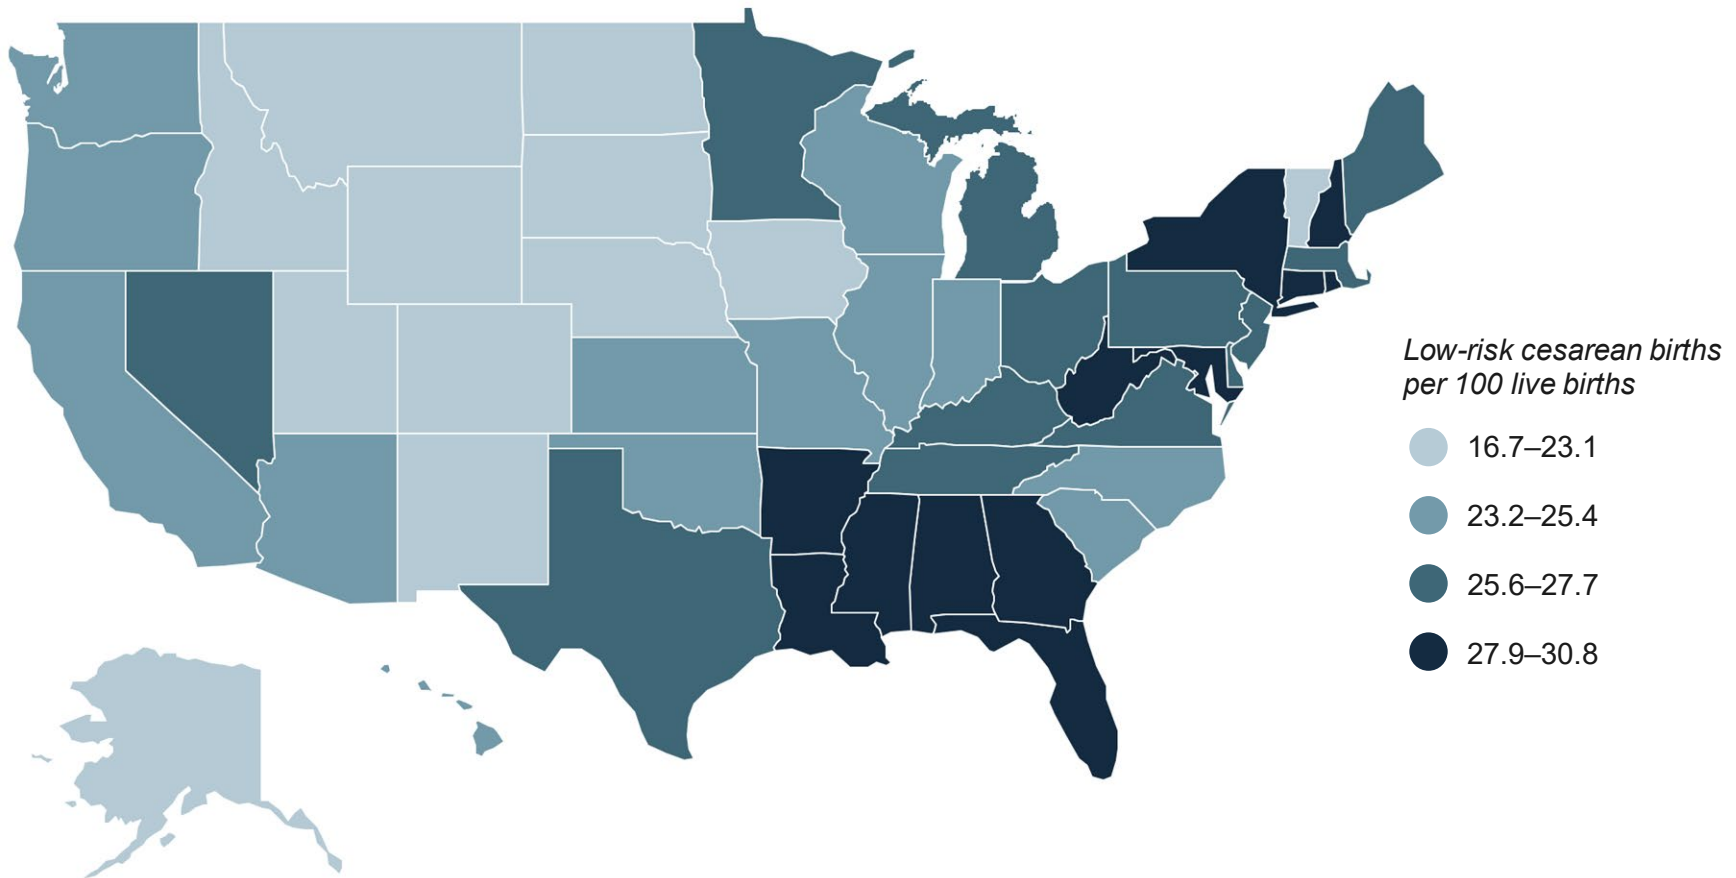 Low-risk cesarean births
per 100 live births
16.7–23.1
23.2–25.4
25.6–27.7
27.9–30.8